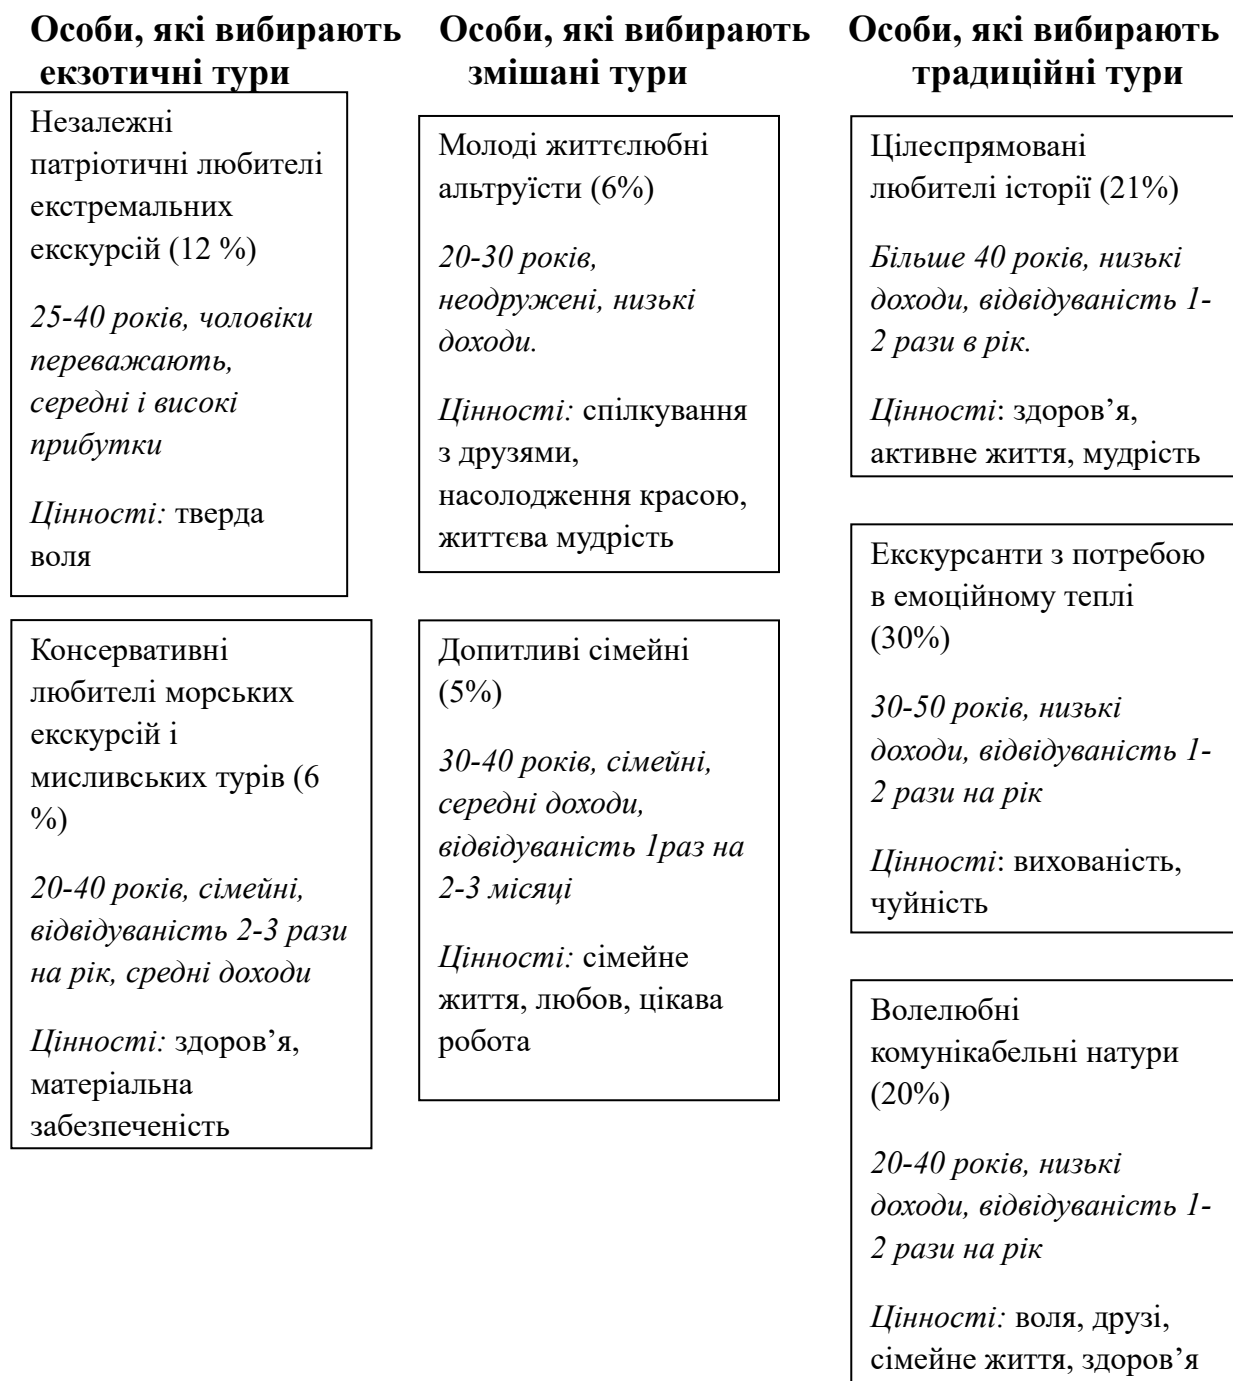 Особи, які вибирають
екзотичні тури
Незалежні
патріотичні любителі
екстремальних
екскурсій (12 %)
25-40 років, чоловіки
переважають,
середні і високі
прибутки
Цінності: тверда
воля
Консервативні
любителі морських
екскурсій і
мисливських турів (6
%)
20-40 років, сімейні,
відвідуваність 2-3 рази
на рік, средні доходи
Цінності: здоров’я,
матеріальна
забезпеченість
Особи, які вибирають
змішані тури
Молоді життєлюбні
альтруїсти (6%)
20-30 років,
неодружені, низькі
доходи.
Цінності: спілкування
з друзями,
насолодження красою,
життєва мудрість
Допитливі сімейні
(5%)
30-40 років, сімейні,
середні доходи,
відвідуваність 1раз на
2-3 місяці
Цінності: сімейне
життя, любов, цікава
робота
Особи, які вибирають
традиційні тури
Цілеспрямовані
любителі історії (21%)
Більше 40 років, низькі
доходи, відвідуваність 1-
2 рази в рік.
Цінності: здоров’я,
активне життя, мудрість
Екскурсанти з потребою
в емоційному теплі
(30%)
30-50 років, низькі
доходи, відвідуваність 1-
2 рази на рік
Цінності: вихованість,
чуйність
Волелюбні
комунікабельні натури
(20%)
20-40 років, низькі
доходи, відвідуваність 1-
2 рази на рік
Цінності: воля, друзі,
сімейне життя, здоров’я